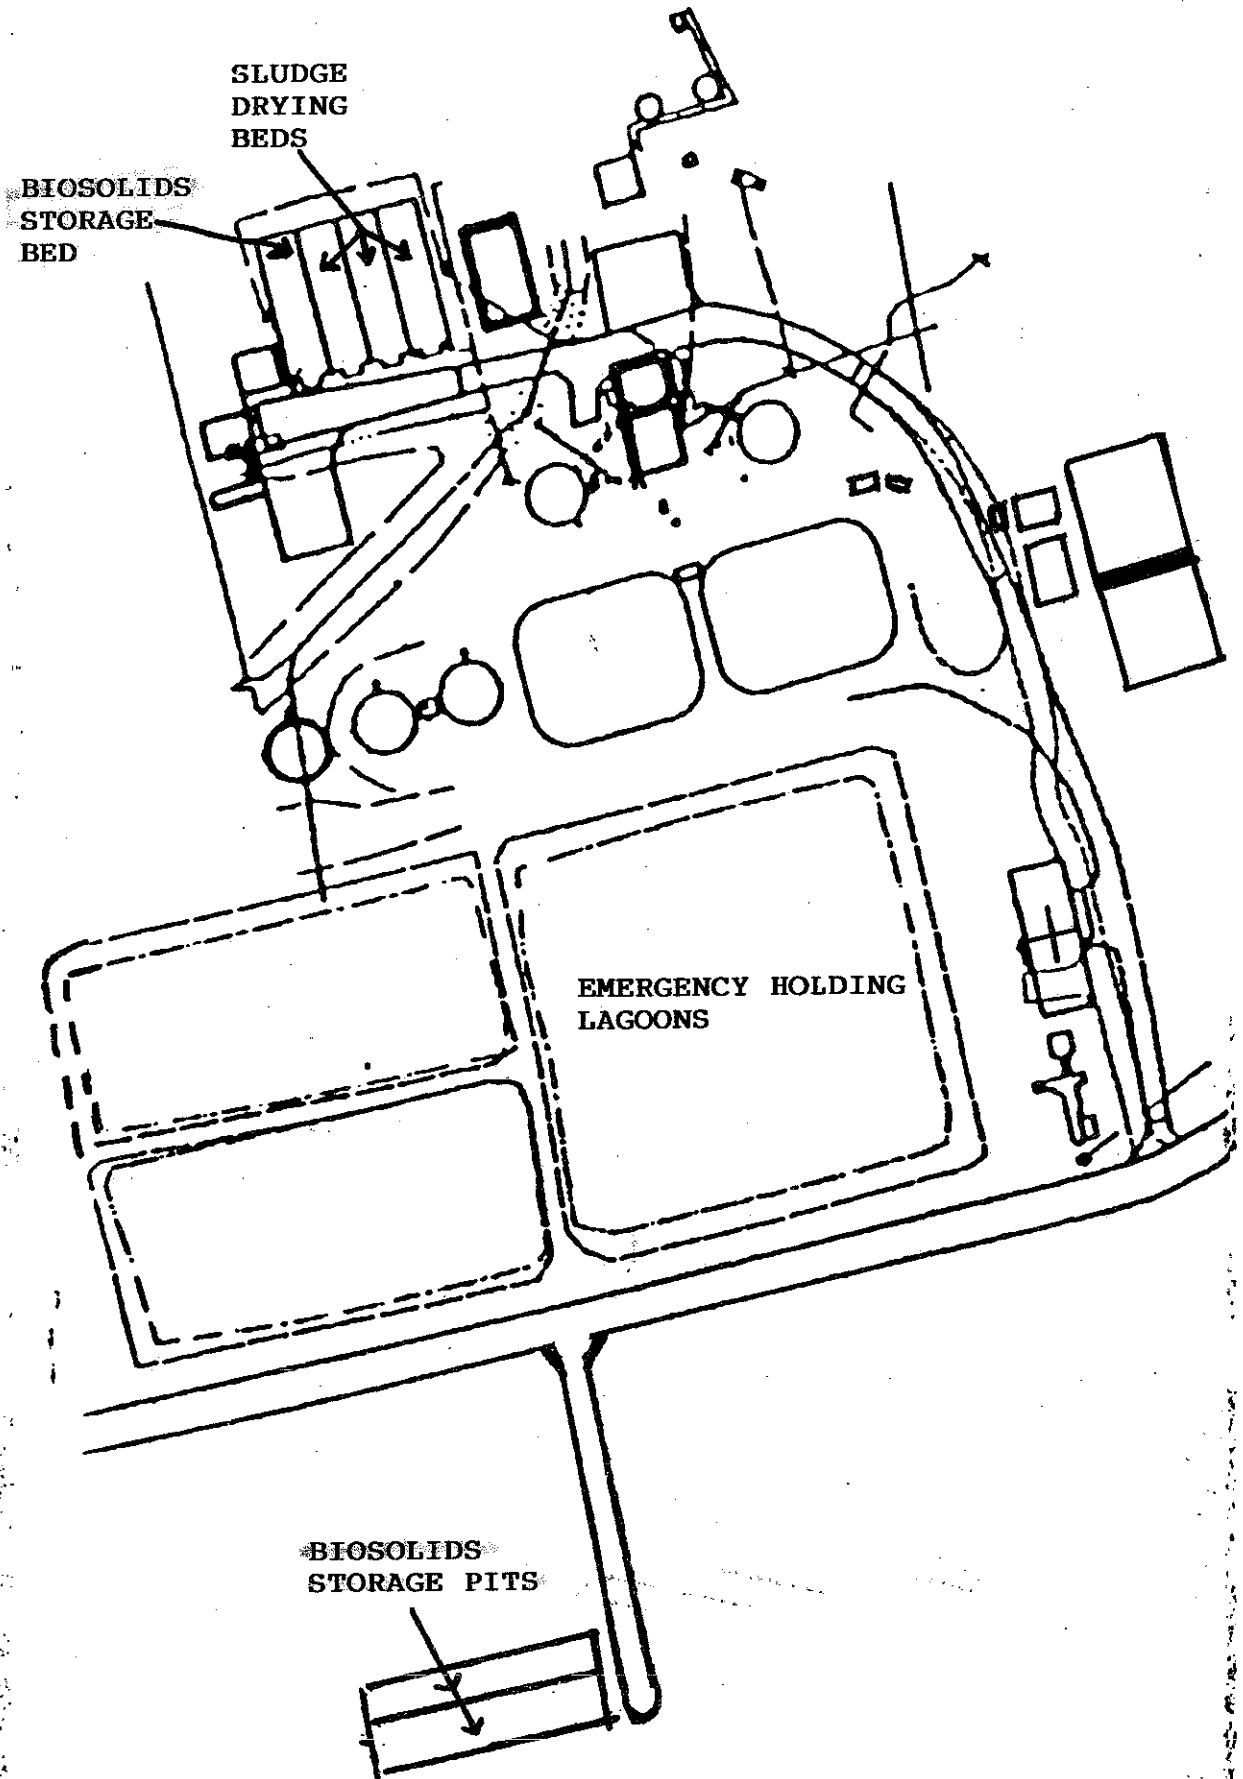 SLUDGE
DRYING
BEDS
BIOSOLIDS
STORAGE
BED
EMERGENCY HOLDING
LAGOONS
BIOSOLIDS
STORAGE PITS